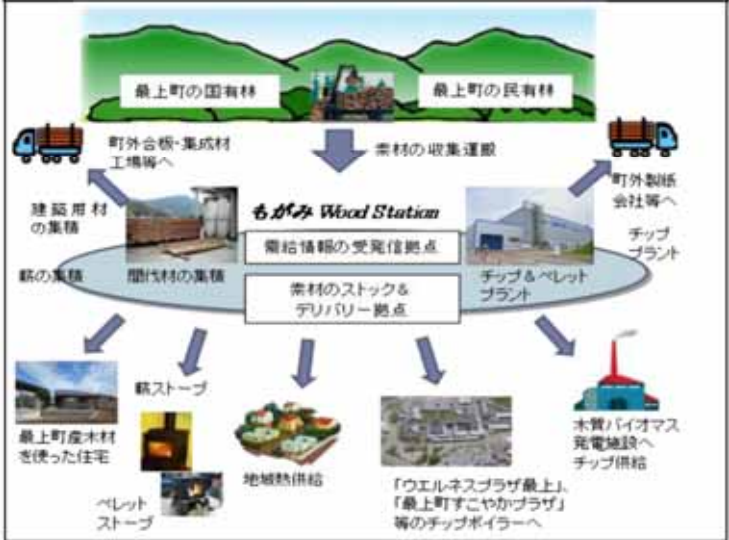 最上町の国有林
最上町の民有林
町外合板・集成材
工場等へ
素材の収集運搬
町外製紙
会社等へ
建築用材
の集積
もがみ Wood Station
チップ
プラント
需給情報の受発信拠点
薪の集積
間伐材の集積
チップ&ペレット
プラント
素材のストック&
デリバリー拠点
薪ストーブ
最上町産木材
を使った住宅
地域熱供給
木質バイオマス
発電施設へ
チップ供給
ペレット
ストーブ
「ウエルネスプラザ最上」、
「最上町すこやかプラザ」
等のチップボイラーへ